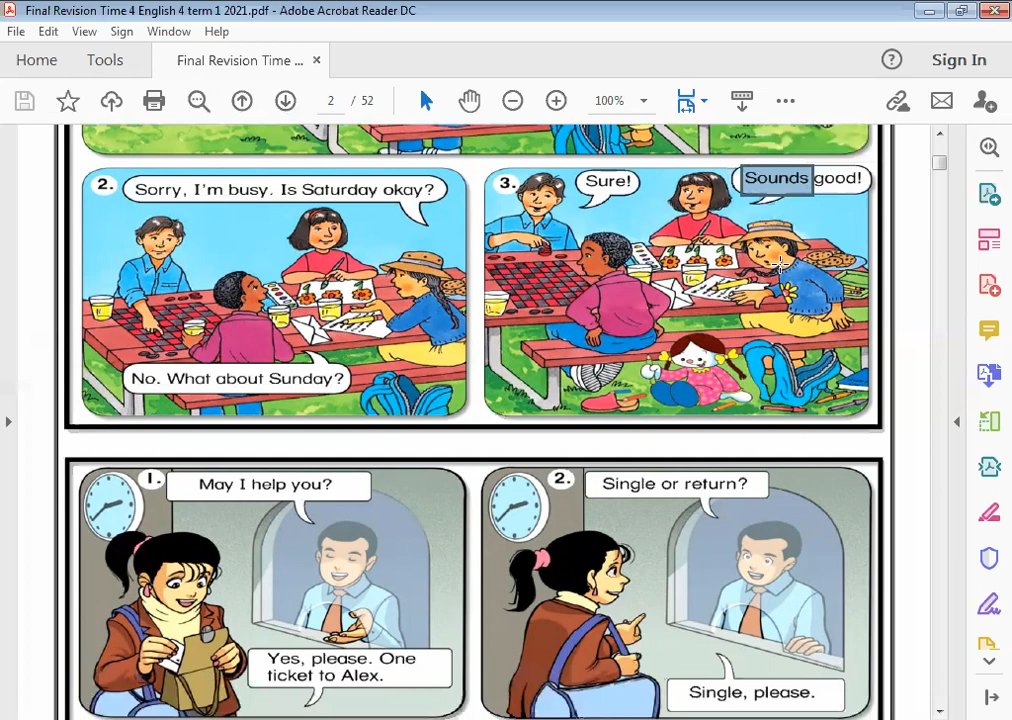 Final Revision Time 4 English 4 term 1 2021.pdf - Adobe Acrobat Reader DC
File Edit View Sign Window Help
Home Tools Final Revision Time ... × Sign In
2 / 52 100%
2. Sorry, I'm busy. Is Saturday okay?
No. What about Sunday?
3. Sure!
Sounds good!
1. May I help you?
Yes, please. One
ticket to Alex.
2. Single or return?
Single, please.